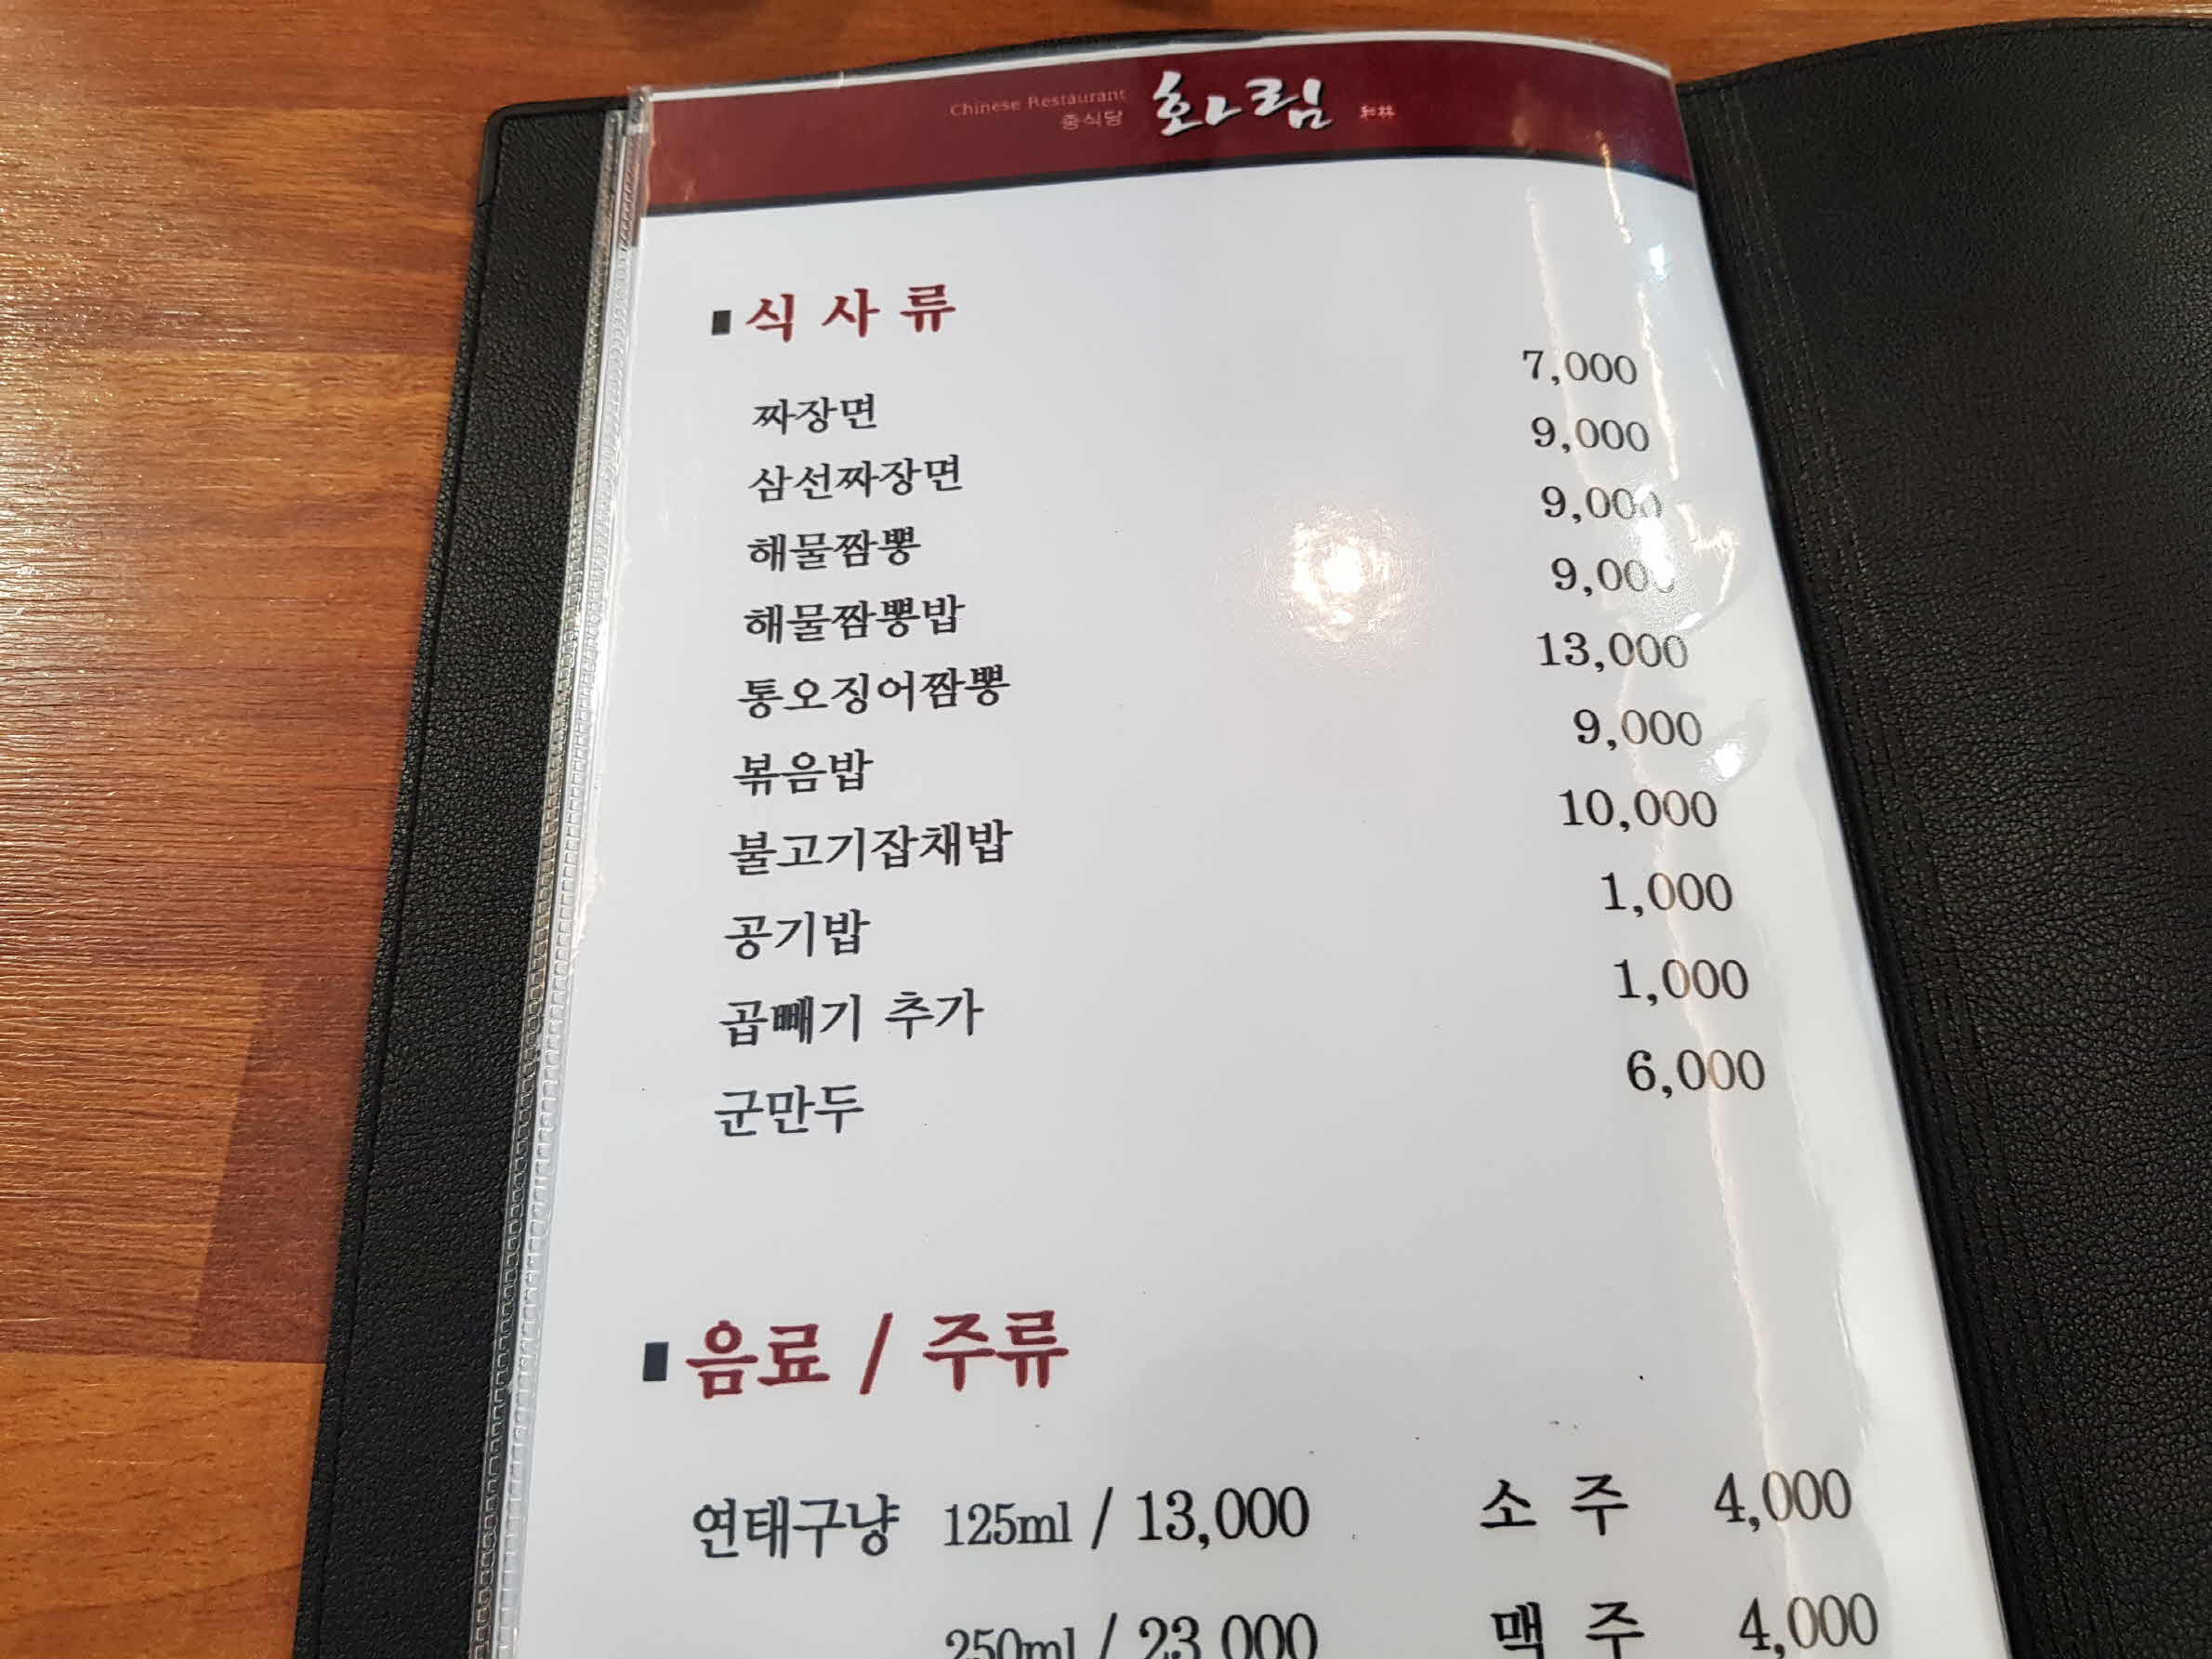 Chinese Restaurant
중식당
화림
和林
식사류
짜장면 7,000
삼선짜장면 9,000
해물짬뽕 9,000
해물짬뽕밥 9,000
통오징어짬뽕 13,000
볶음밥 9,000
불고기잡채밥 10,000
공기밥 1,000
곱빼기 추가 1,000
군만두 6,000
음료 / 주류
연태구냥 125ml / 13,000 소 주 4,000
250ml / 23,000 맥 주 4,000